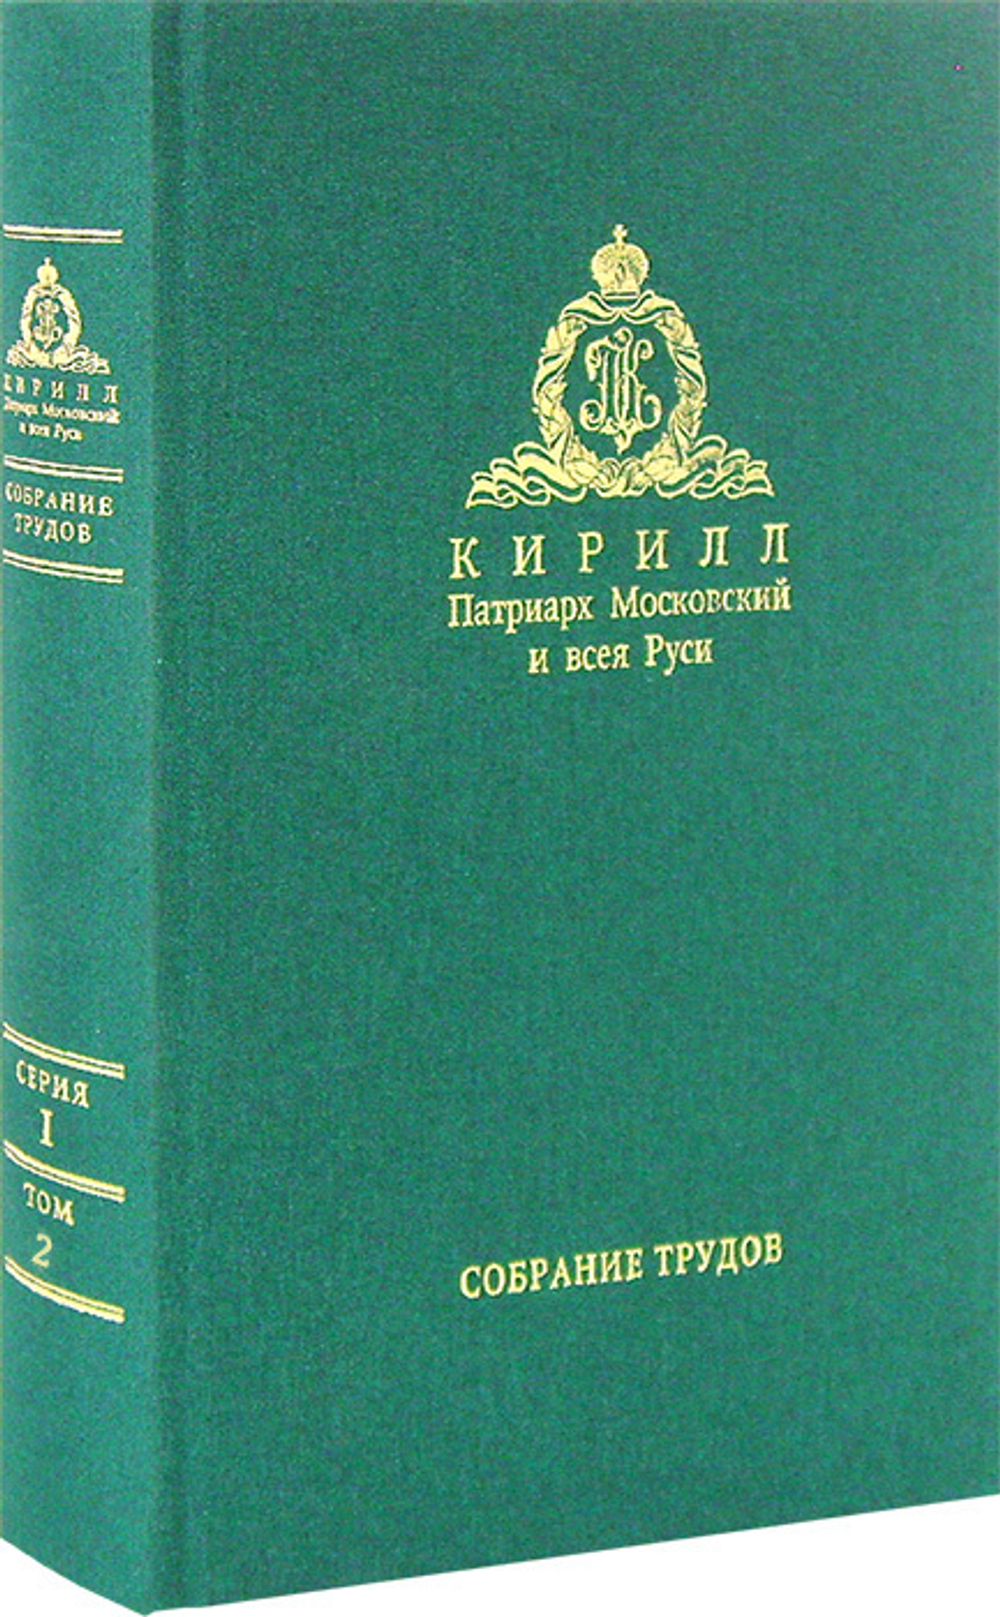 КИРИЛЛ
Патриарх Московский
и всея Руси
СОБРАНИЕ
ТРУДОВ
СЕРИЯ
I
ТОМ
2
КИРИЛЛ
Патриарх Московский
и всея Руси
СОБРАНИЕ ТРУДОВ